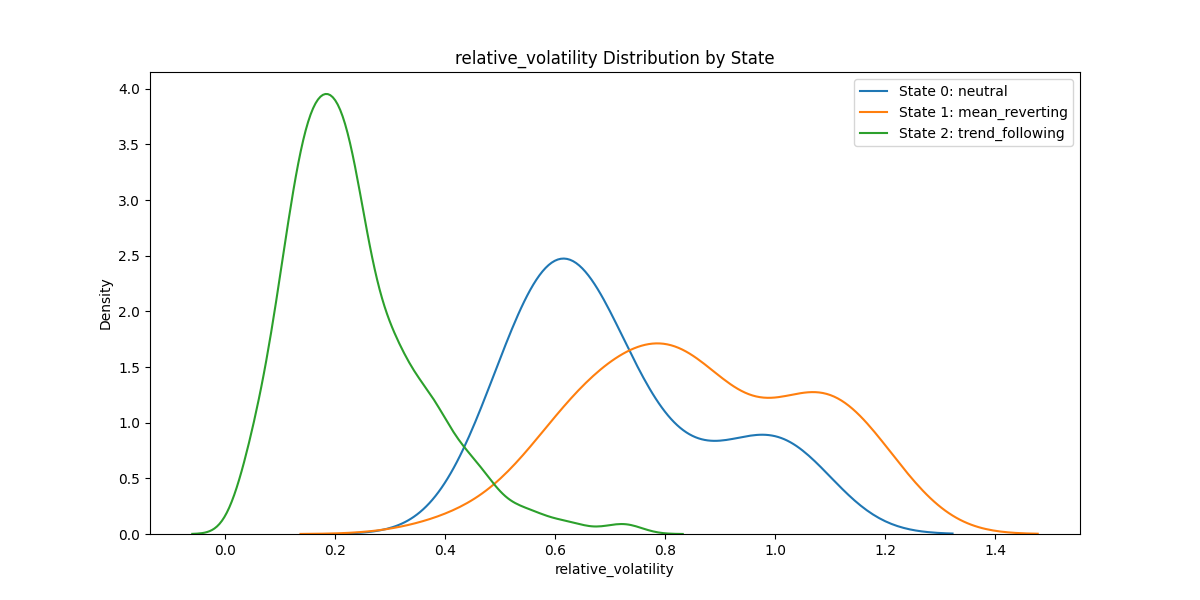 relative_volatility Distribution by State
State 0: neutral
State 1: mean_reverting
State 2: trend_following
Density
4.0
3.5
3.0
2.5
2.0
1.5
1.0
0.5
0.0
0.0 0.2 0.4 0.6 0.8 1.0 1.2 1.4
relative_volatility